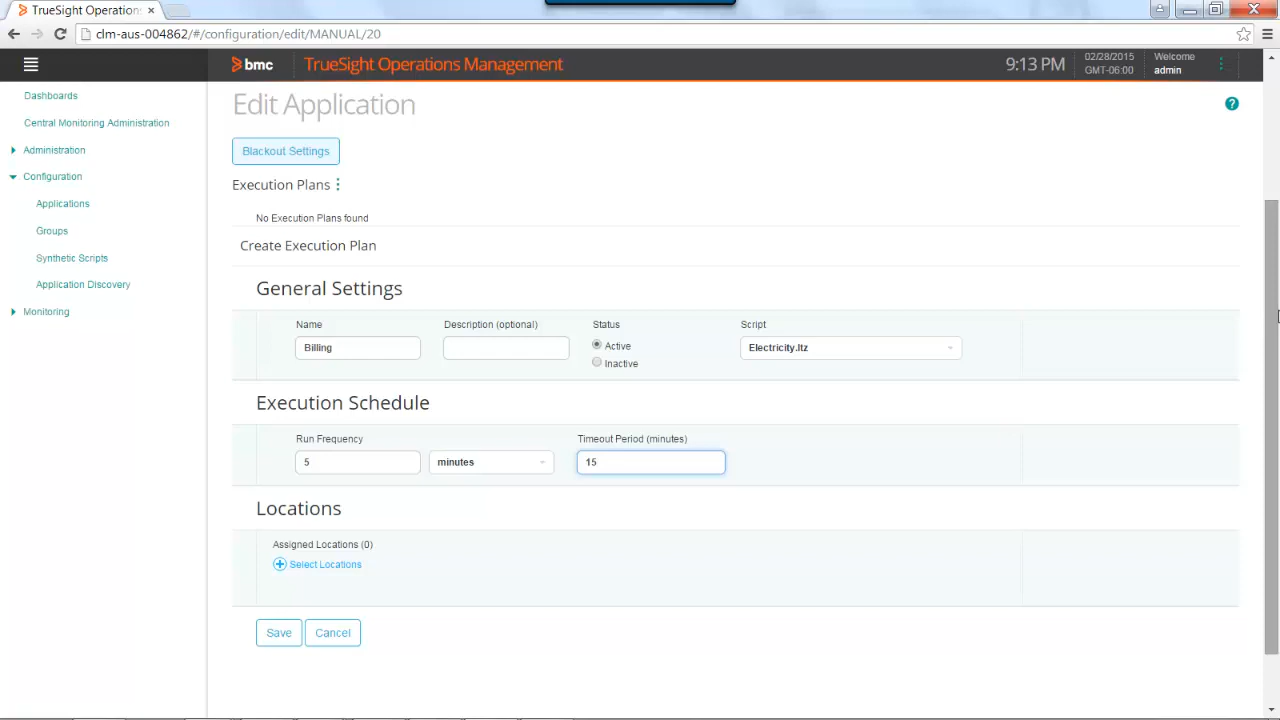 TrueSight Operations
clm-aus-004862/#/configuration/edit/MANUAL/20
bmc TrueSight Operations Management 9:13 PM 02/28/2015 GMT-06:00 Welcome admin
Dashboards
Central Monitoring Administration
Administration
Configuration
Applications
Groups
Synthetic Scripts
Application Discovery
Monitoring
Edit Application
?
Blackout Settings
Execution Plans
No Execution Plans found
Create Execution Plan
General Settings
Name Description (optional) Status Script
Billing Active Electricity.ltz
Inactive
Execution Schedule
Run Frequency Timeout Period (minutes)
5 minutes 15
Locations
Assigned Locations (0)
Select Locations
Save Cancel